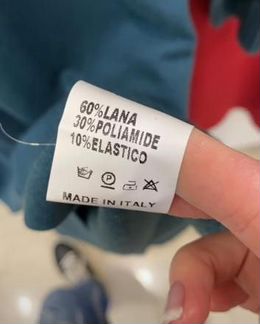 60%LANA
30%POLIAMIDE
10%ELASTICO
P
MADE IN ITALY